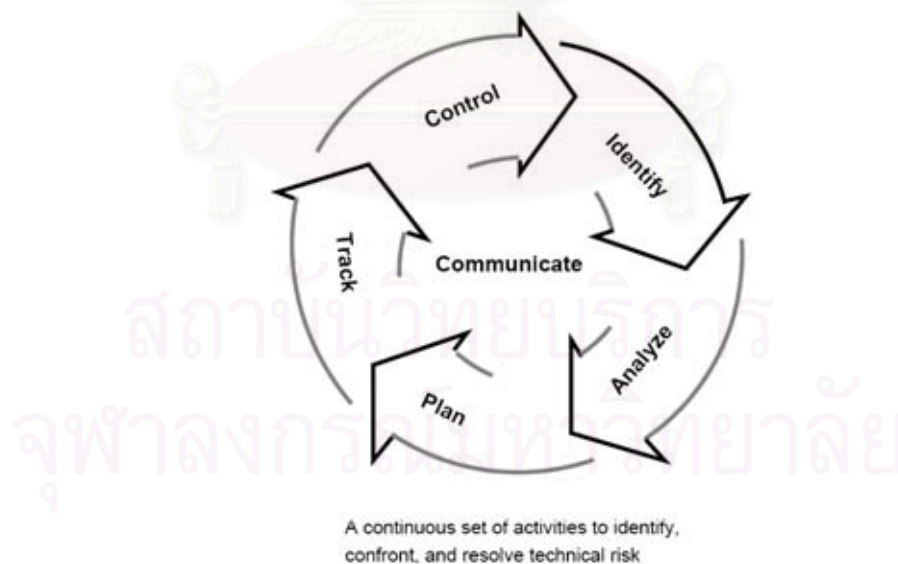 Control
Identify
Track
Communicate
Analyze
Plan
สถาบันวิทยบริการ
จุฬาลงกรณ์มหาวิทยาลัย
A continuous set of activities to identify,
confront, and resolve technical risk